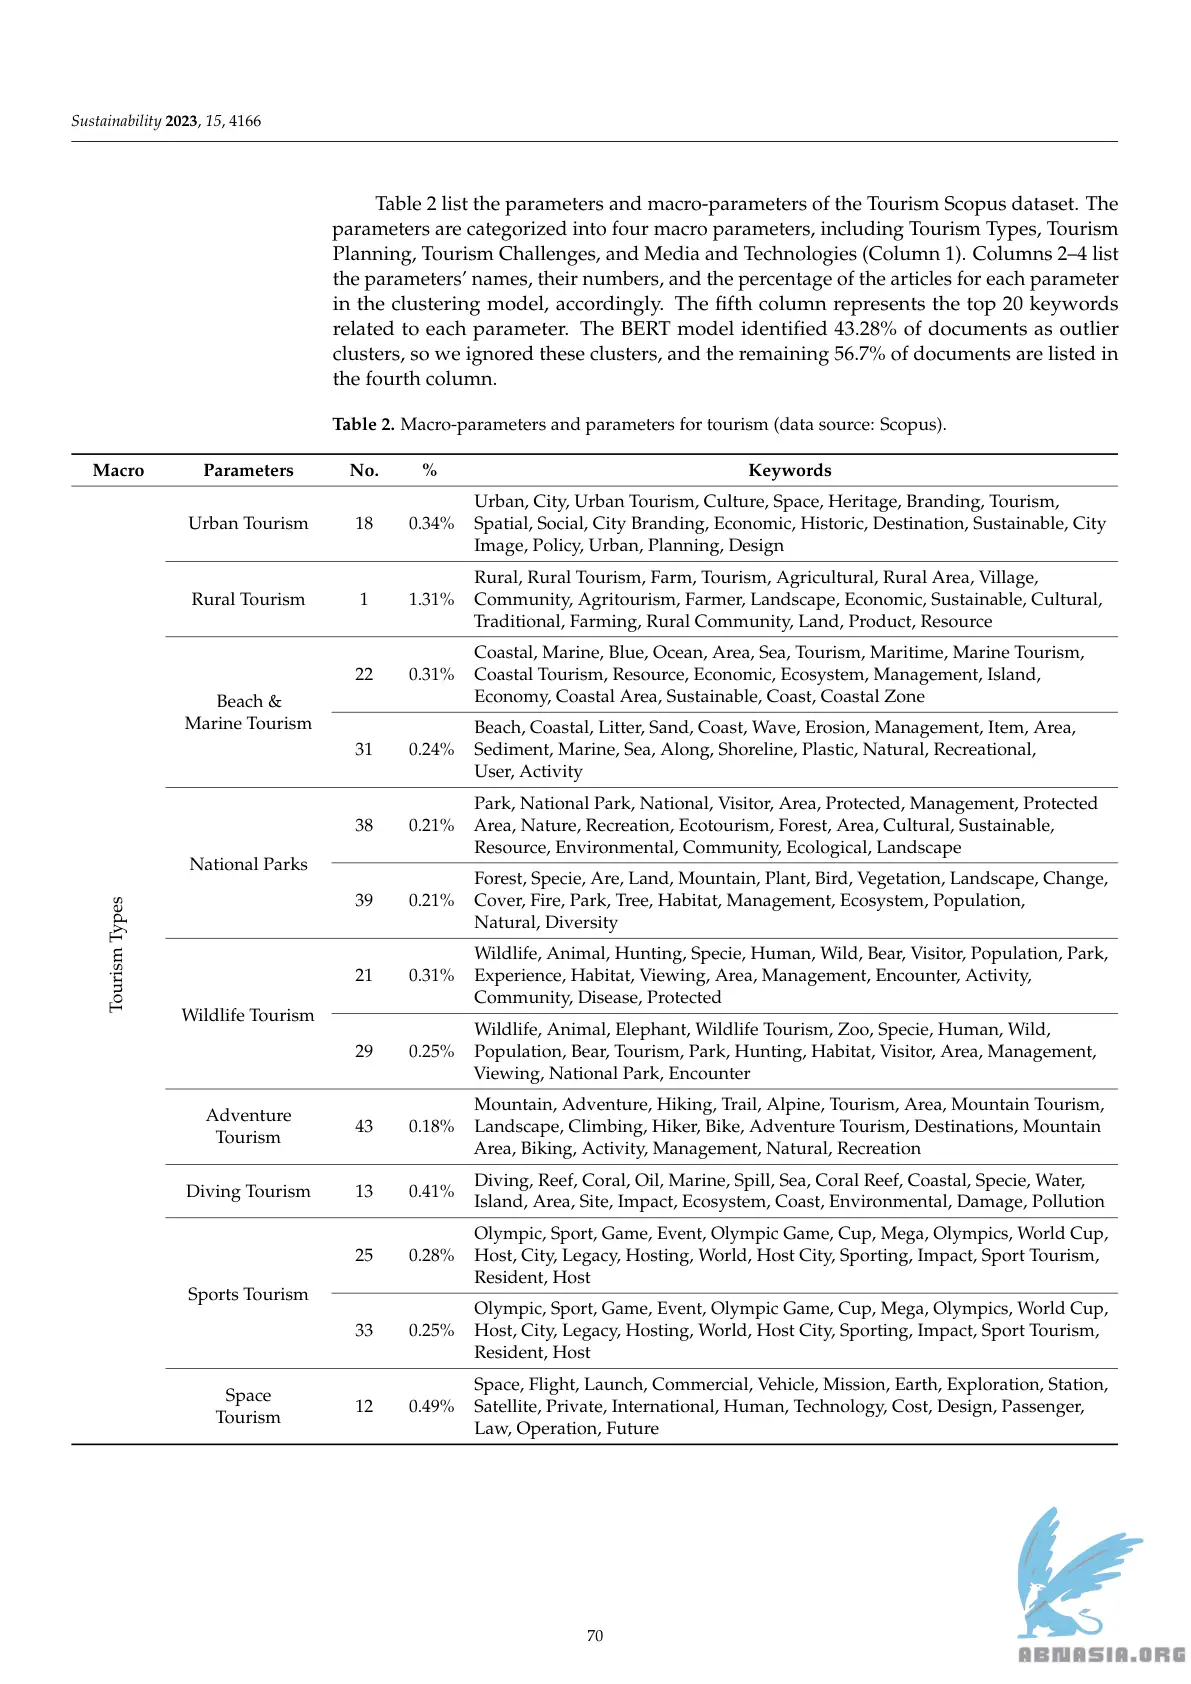 Sustainability 2023, 15, 4166
Table 2 list the parameters and macro-parameters of the Tourism Scopus dataset. The
parameters are categorized into four macro parameters, including Tourism Types, Tourism
Planning, Tourism Challenges, and Media and Technologies (Column 1). Columns 2–4 list
the parameters’ names, their numbers, and the percentage of the articles for each parameter
in the clustering model, accordingly. The fifth column represents the top 20 keywords
related to each parameter. The BERT model identified 43.28% of documents as outlier
clusters, so we ignored these clusters, and the remaining 56.7% of documents are listed in
the fourth column.
Table 2. Macro-parameters and parameters for tourism (data source: Scopus).
Macro Parameters No. % Keywords
Tourism Types
Urban Tourism 18 0.34%
Urban, City, Urban Tourism, Culture, Space, Heritage, Branding, Tourism,
Spatial, Social, City Branding, Economic, Historic, Destination, Sustainable, City
Image, Policy, Urban, Planning, Design
Rural Tourism 1 1.31%
Rural, Rural Tourism, Farm, Tourism, Agricultural, Rural Area, Village,
Community, Agritourism, Farmer, Landscape, Economic, Sustainable, Cultural,
Traditional, Farming, Rural Community, Land, Product, Resource
Beach &
Marine Tourism
22 0.31%
Coastal, Marine, Blue, Ocean, Area, Sea, Tourism, Maritime, Marine Tourism,
Coastal Tourism, Resource, Economic, Ecosystem, Management, Island,
Economy, Coastal Area, Sustainable, Coast, Coastal Zone
31 0.24%
Beach, Coastal, Litter, Sand, Coast, Wave, Erosion, Management, Item, Area,
Sediment, Marine, Sea, Along, Shoreline, Plastic, Natural, Recreational,
User, Activity
National Parks
38 0.21%
Park, National Park, National, Visitor, Area, Protected, Management, Protected
Area, Nature, Recreation, Ecotourism, Forest, Area, Cultural, Sustainable,
Resource, Environmental, Community, Ecological, Landscape
39 0.21%
Forest, Specie, Are, Land, Mountain, Plant, Bird, Vegetation, Landscape, Change,
Cover, Fire, Park, Tree, Habitat, Management, Ecosystem, Population,
Natural, Diversity
Wildlife Tourism
21 0.31%
Wildlife, Animal, Hunting, Specie, Human, Wild, Bear, Visitor, Population, Park,
Experience, Habitat, Viewing, Area, Management, Encounter, Activity,
Community, Disease, Protected
29 0.25%
Wildlife, Animal, Elephant, Wildlife Tourism, Zoo, Specie, Human, Wild,
Population, Bear, Tourism, Park, Hunting, Habitat, Visitor, Area, Management,
Viewing, National Park, Encounter
Adventure
Tourism
43 0.18%
Mountain, Adventure, Hiking, Trail, Alpine, Tourism, Area, Mountain Tourism,
Landscape, Climbing, Hiker, Bike, Adventure Tourism, Destinations, Mountain
Area, Biking, Activity, Management, Natural, Recreation
Diving Tourism 13 0.41%
Diving, Reef, Coral, Oil, Marine, Spill, Sea, Coral Reef, Coastal, Specie, Water,
Island, Area, Site, Impact, Ecosystem, Coast, Environmental, Damage, Pollution
Sports Tourism
25 0.28%
Olympic, Sport, Game, Event, Olympic Game, Cup, Mega, Olympics, World Cup,
Host, City, Legacy, Hosting, World, Host City, Sporting, Impact, Sport Tourism,
Resident, Host
33 0.25%
Olympic, Sport, Game, Event, Olympic Game, Cup, Mega, Olympics, World Cup,
Host, City, Legacy, Hosting, World, Host City, Sporting, Impact, Sport Tourism,
Resident, Host
Space
Tourism
12 0.49%
Space, Flight, Launch, Commercial, Vehicle, Mission, Earth, Exploration, Station,
Satellite, Private, International, Human, Technology, Cost, Design, Passenger,
Law, Operation, Future
70
ABNASIA.ORG